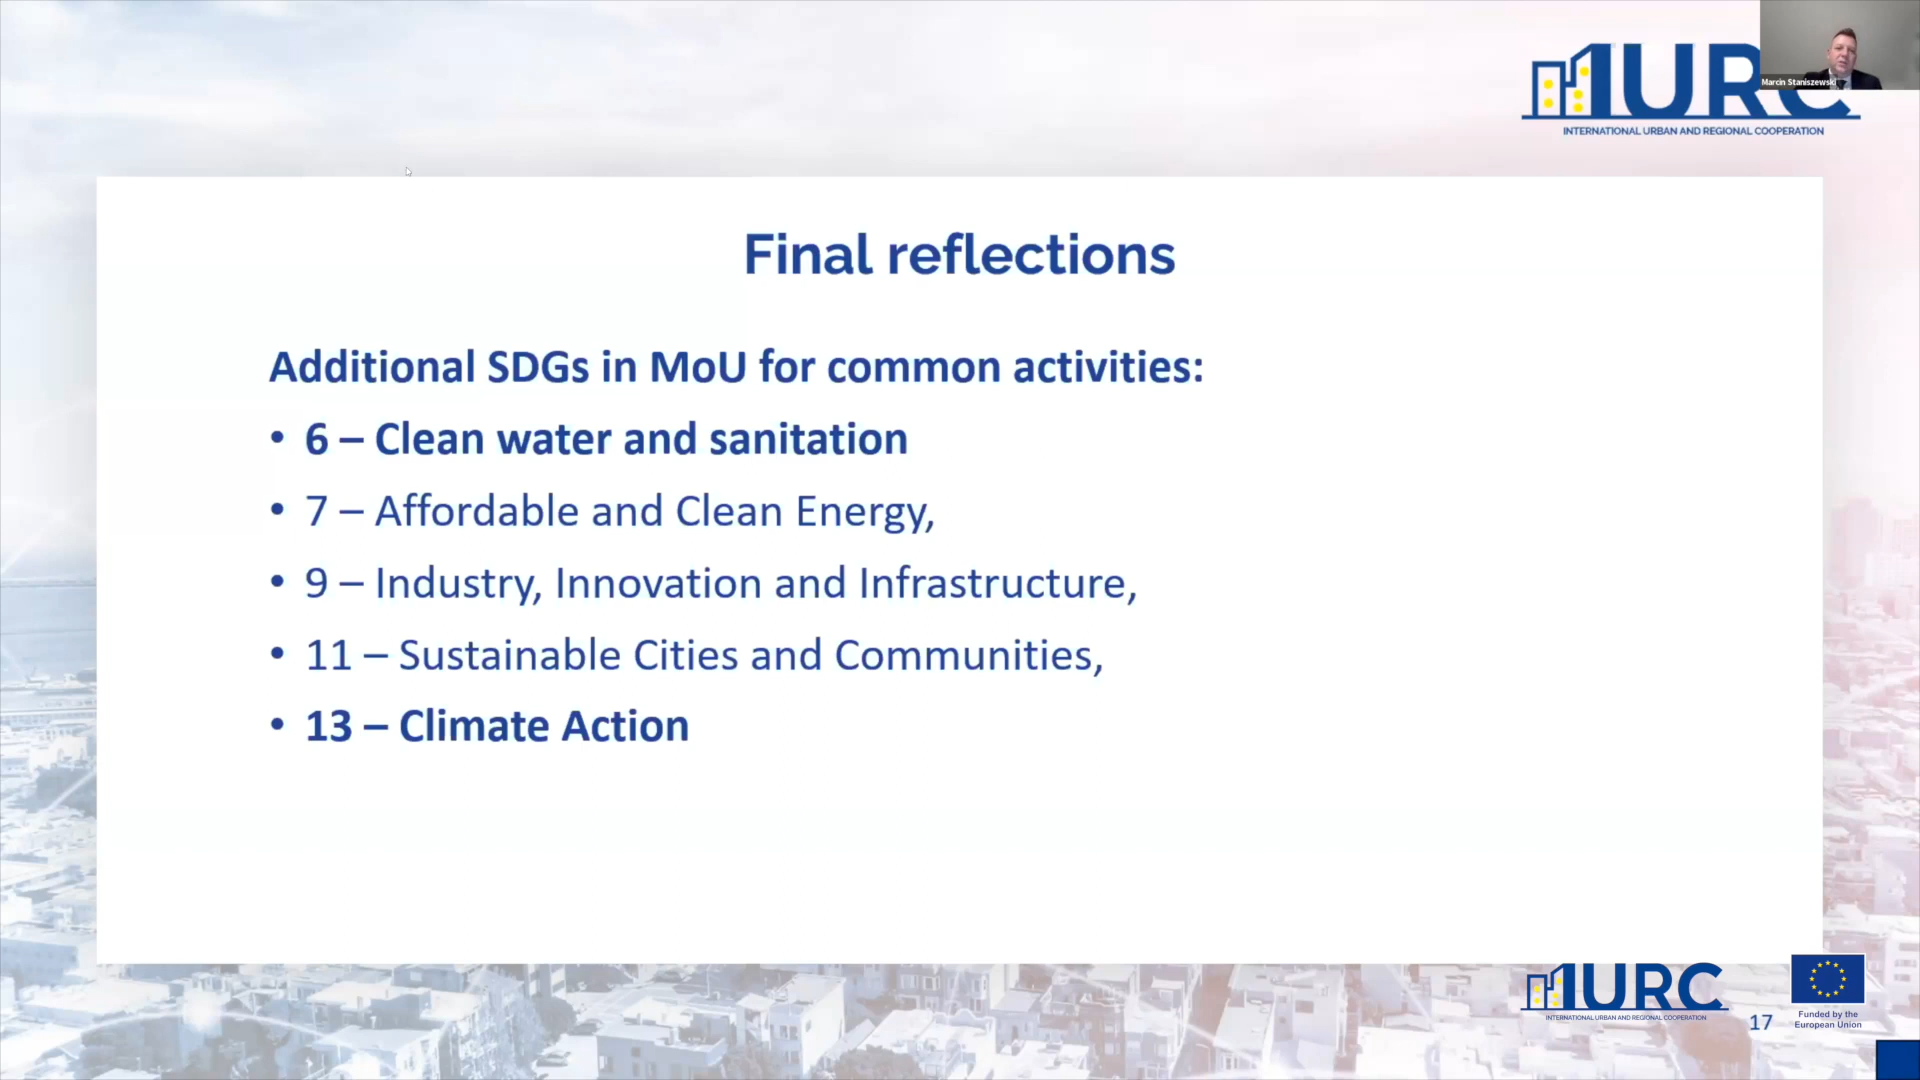 IURC
INTERNATIONAL URBAN AND REGIONAL COOPERATION
Marcin Staniszewski
Final reflections
Additional SDGs in MoU for common activities:
• 6 – Clean water and sanitation
• 7 – Affordable and Clean Energy,
• 9 – Industry, Innovation and Infrastructure,
• 11 – Sustainable Cities and Communities,
• 13 – Climate Action
IURC
INTERNATIONAL URBAN AND REGIONAL COOPERATION
17
Funded by the
European Union